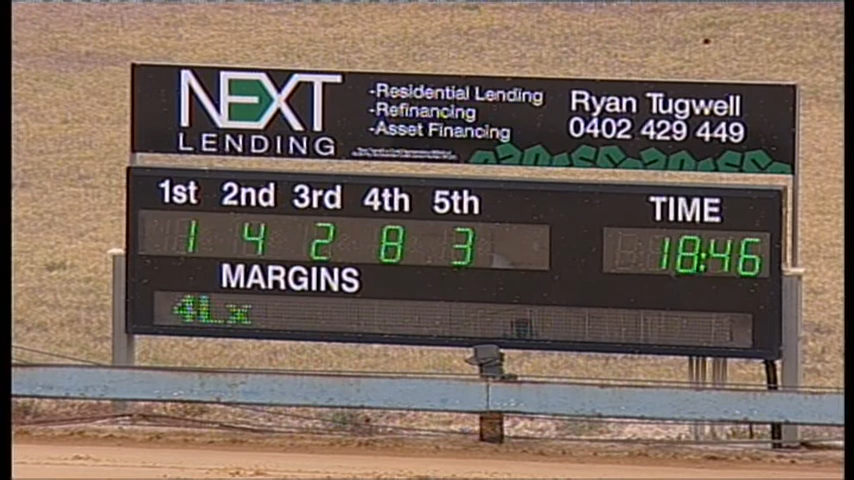 NEXT
LENDING
-Residential Lending
-Refinancing
-Asset Financing
Ryan Tugwell
0402 429 449
1st 2nd 3rd 4th 5th
1 4 2 8 3
TIME
18:46
MARGINS
4Lx